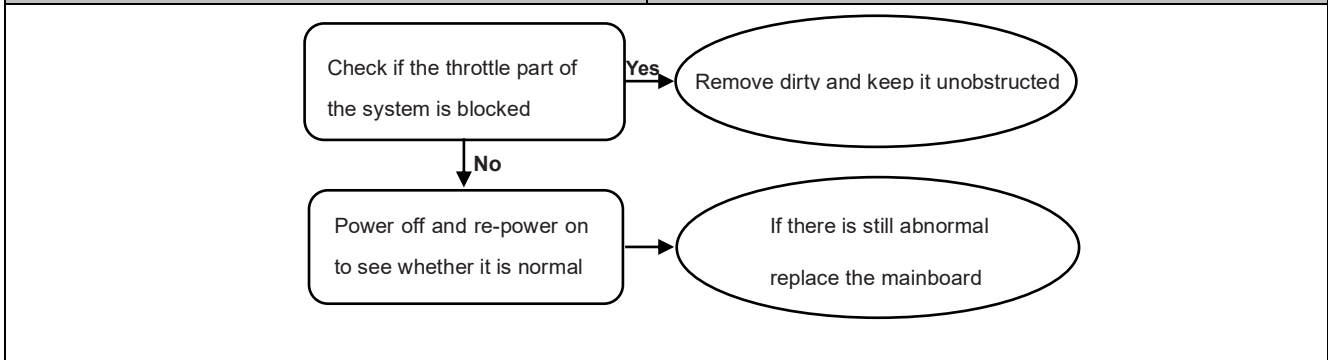 Check if the throttle part of
the system is blocked
Yes
Remove dirty and keep it unobstructed
No
Power off and re-power on
to see whether it is normal
If there is still abnormal
replace the mainboard